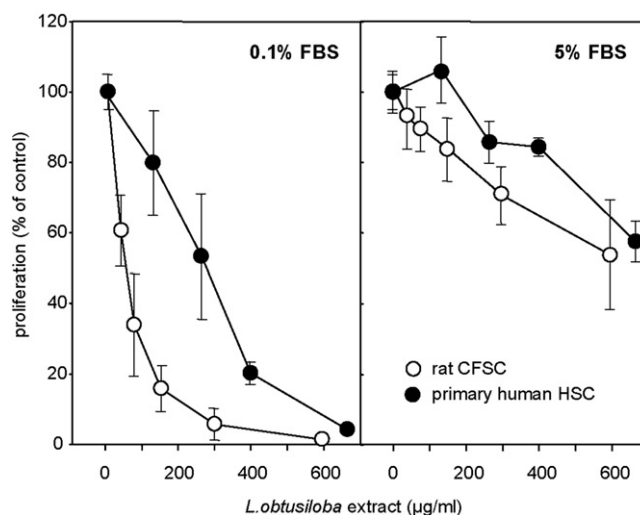 0.1% FBS
5% FBS
proliferation (% of control)
100
80
60
40
20
0
rat CFSC
primary human HSC
0 200 400 600
0 200 400 600
L.obtusiloba extract (µg/ml)